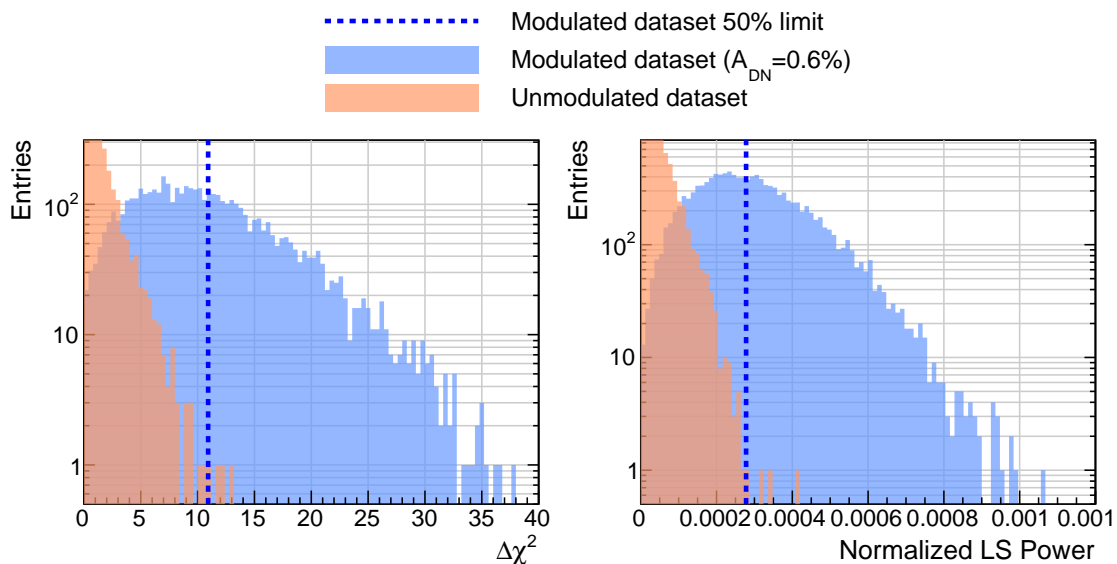 Modulated dataset 50% limit
Modulated dataset (A_DN=0.6%)
Unmodulated dataset
Entries
10²
10
1
0 5 10 15 20 25 30 35 40
Δχ²
Entries
10²
10
1
0 0.0002 0.0004 0.0006 0.0008 0.001 0.001
Normalized LS Power